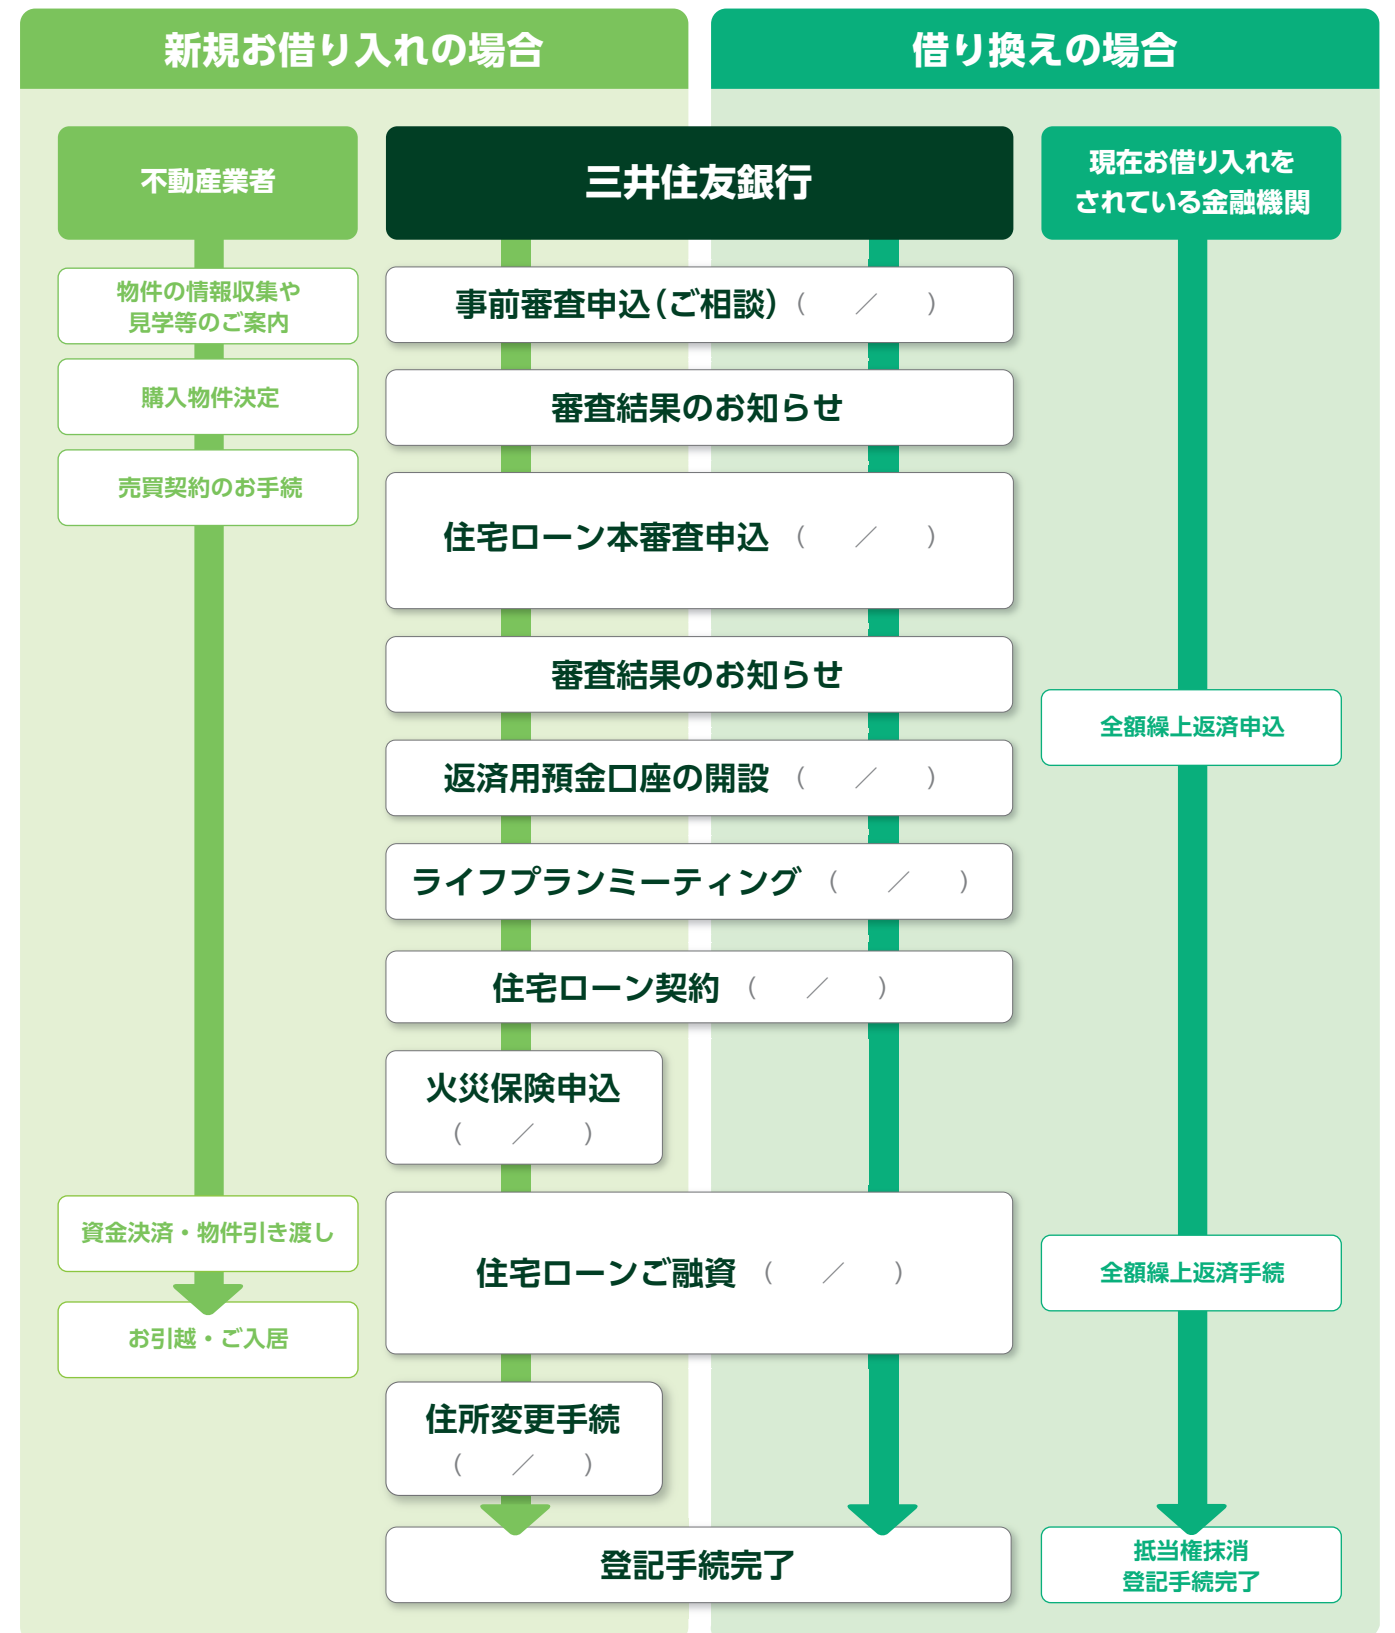 新規お借り入れの場合
借り換えの場合
不動産業者
三井住友銀行
現在お借り入れを
されている金融機関
物件の情報収集や
見学等のご案内
購入物件決定
売買契約のお手続
資金決済・物件引き渡し
お引越・ご入居
事前審査申込(ご相談) ( ／ )
審査結果のお知らせ
住宅ローン本審査申込 ( ／ )
審査結果のお知らせ
返済用預金口座の開設 ( ／ )
ライフプランミーティング ( ／ )
住宅ローン契約 ( ／ )
火災保険申込
( ／ )
住宅ローンご融資 ( ／ )
住所変更手続
( ／ )
登記手続完了
全額繰上返済申込
全額繰上返済手続
抵当権抹消
登記手続完了